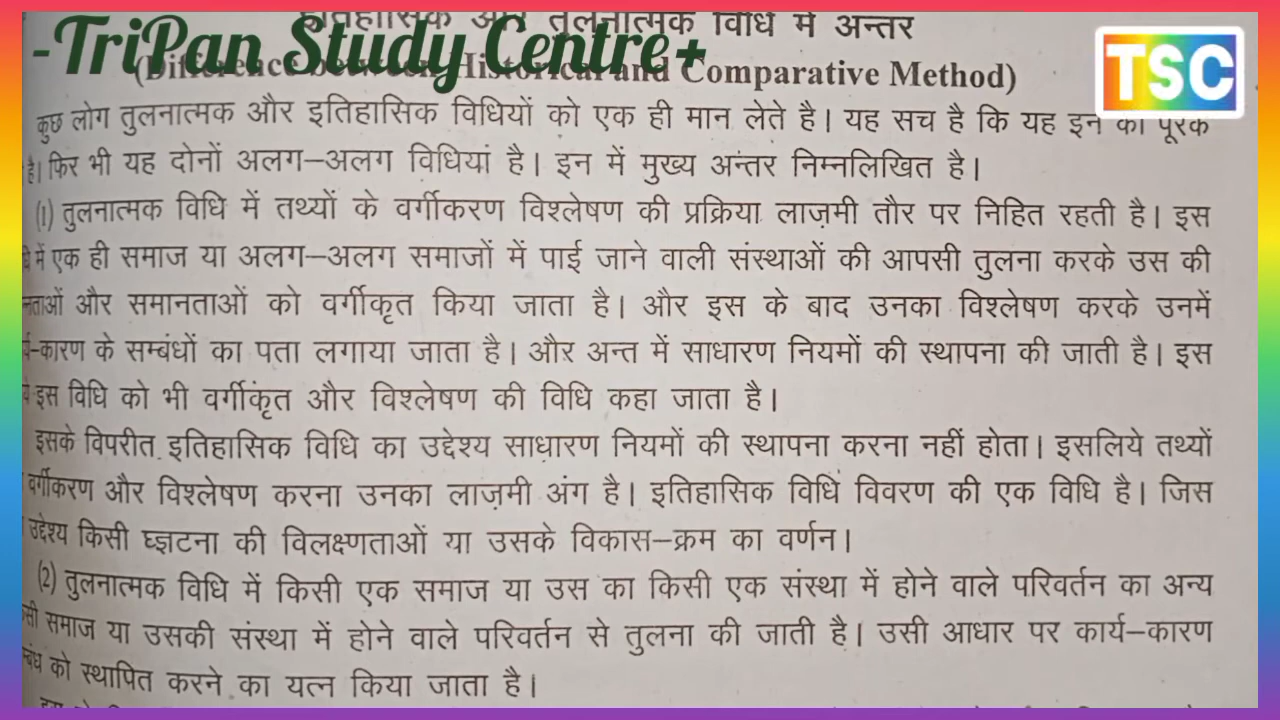 इतिहासिक और तुलनात्मक विधि में अन्तर
-TriPan Study Centre+
TSC
(Difference between Historical and Comparative Method)
कुछ लोग तुलनात्मक और इतिहासिक विधियों को एक ही मान लेते है। यह सच है कि यह इन की पूरक
है। फिर भी यह दोनों अलग–अलग विधियां है। इन में मुख्य अंतर निम्नलिखित है।
(1) तुलनात्मक विधि में तथ्यों के वर्गीकरण विश्लेषण की प्रक्रिया लाज़मी तौर पर निहित रहती है। इस
में एक ही समाज या अलग–अलग समाजों में पाई जाने वाली संस्थाओं की आपसी तुलना करके उस की
और समानताओं को वर्गीकृत किया जाता है। और इस के बाद उनका विश्लेषण करके उनमें
-कारण के सम्बंधों का पता लगाया जाता है। और अन्त में साधारण नियमों की स्थापना की जाती है। इस
इस विधि को भी वर्गीकृंत और विश्लेषण की विधि कहा जाता है।
इसके विपरीत इतिहासिक विधि का उद्देश्य साधारण नियमों की स्थापना करना नहीं होता। इसलिये तथ्यों
वर्गीकरण और विश्लेषण करना उनका लाज़मी अंग है। इतिहासिक विधि विवरण की एक विधि है। जिस
उद्देश्य किसी घ्झटना की विलक्ष्णताओं या उसके विकास–क्रम का वर्णन।
(2) तुलनात्मक विधि में किसी एक समाज या उस का किसी एक संस्था में होने वाले परिवर्तन का अन्य
समाज या उसकी संस्था में होने वाले परिवर्तन से तुलना की जाती है। उसी आधार पर कार्य–कारण
को स्थापित करने का यत्न किया जाता है।